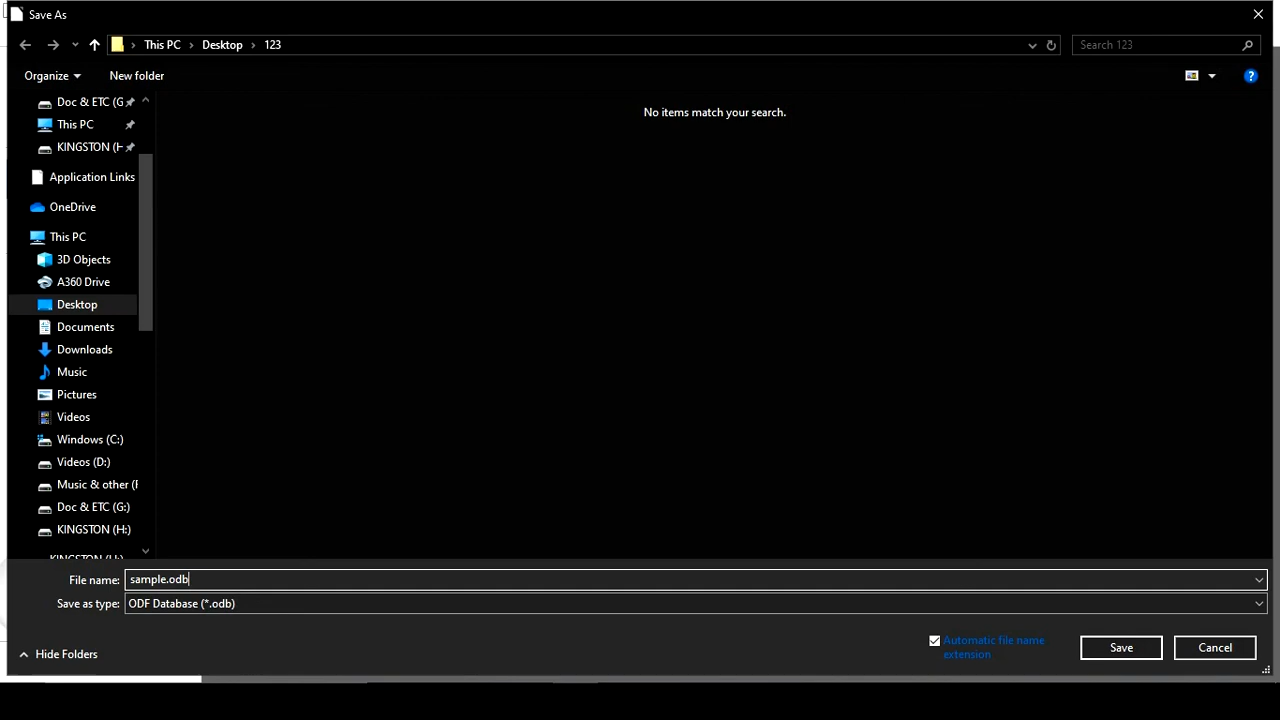 Save As
This PC
Desktop
123
Search 123
Organize
New folder
Doc & ETC (G
This PC
KINGSTON (H
Application Links
OneDrive
This PC
3D Objects
A360 Drive
Desktop
Documents
Downloads
Music
Pictures
Videos
Windows (C:)
Videos (D:)
Music & other (F
Doc & ETC (G:)
KINGSTON (H:)
No items match your search.
File name: sample.odb
Save as type: ODF Database (*.odb)
Automatic file name
extension
Save
Cancel
Hide Folders